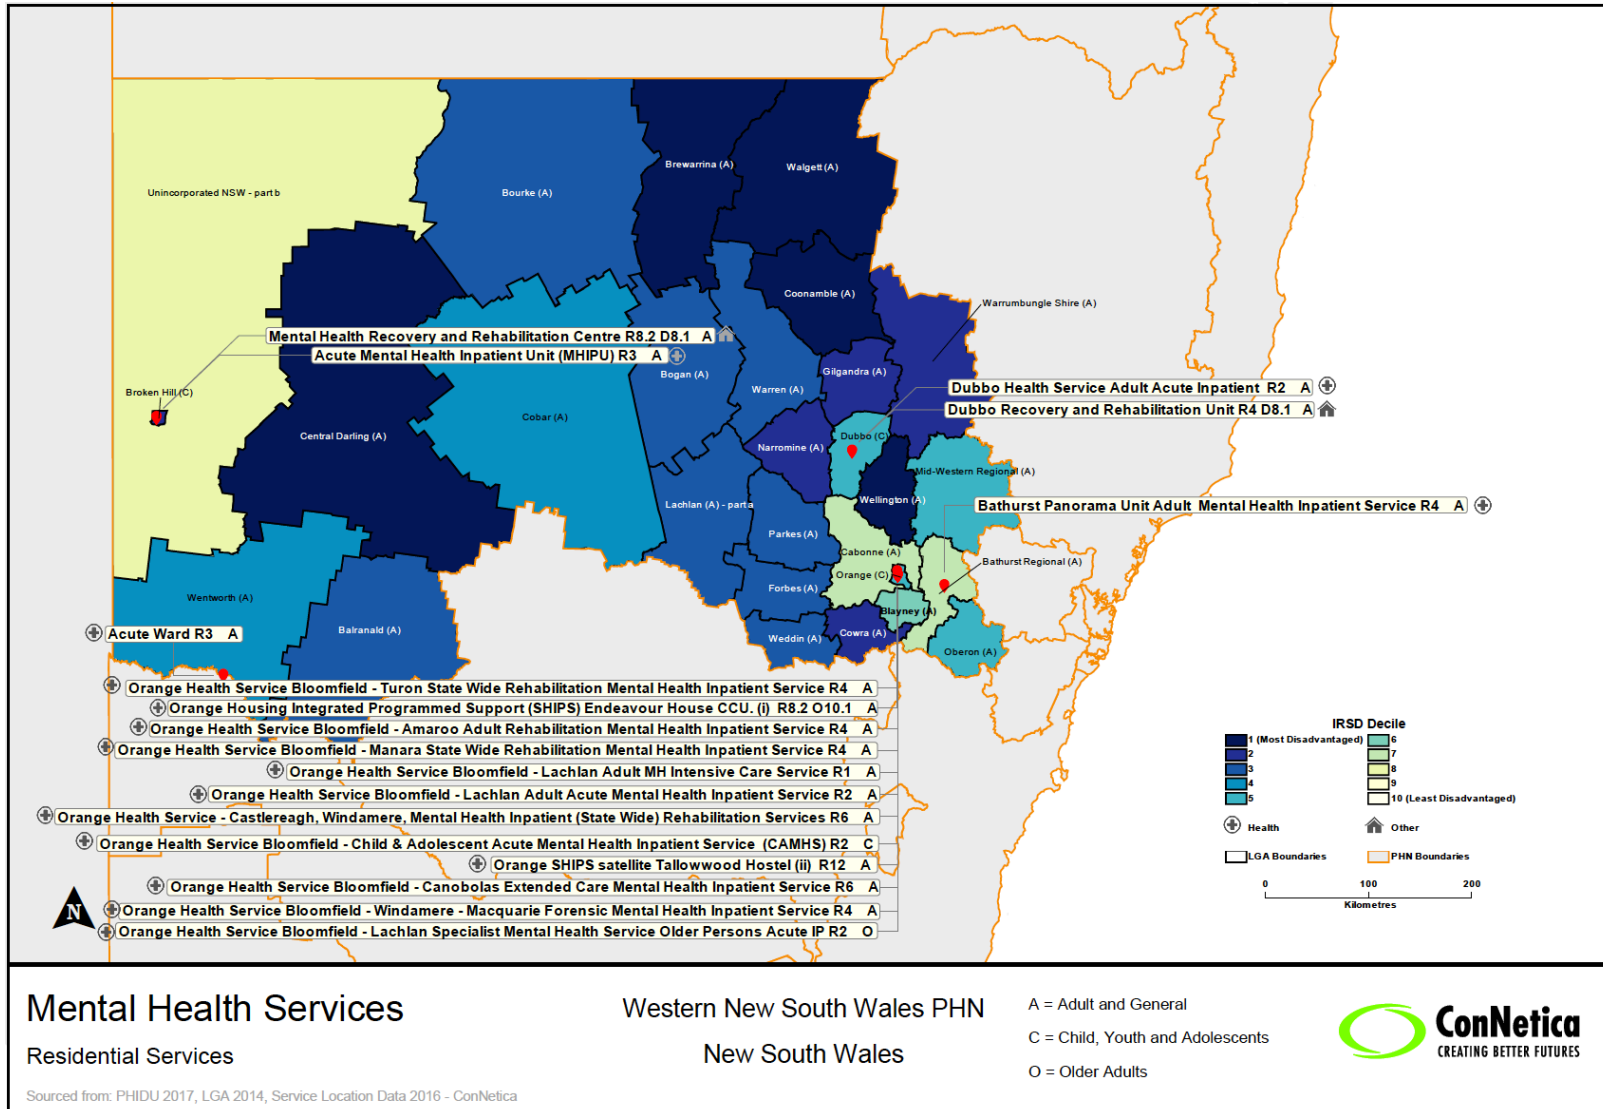 Unincorporated NSW - part b
Bourke (A)
Brewarrina (A)
Walgett (A)
Coonamble (A)
Warrumbungle Shire (A)
Mental Health Recovery and Rehabilitation Centre R8.2 D8.1 A
Acute Mental Health Inpatient Unit (MHIPU) R3 A
Bogan (A)
Warren (A)
Gilgandra (A)
Dubbo Health Service Adult Acute Inpatient R2 A
Dubbo Recovery and Rehabilitation Unit R4 D8.1 A
Broken Hill (C)
Central Darling (A)
Cobar (A)
Narromine (A)
Dubbo (C)
Mid-Western Regional (A)
Wellington (A)
Lachlan (A) - part a
Bathurst Panorama Unit Adult Mental Health Inpatient Service R4 A
Parkes (A)
Cabonne (A)
Orange (C)
Bathurst Regional (A)
Wentworth (A)
Forbes (A)
Blayney (A)
Balranald (A)
Weddin (A)
Cowra (A)
Oberon (A)
Acute Ward R3 A
Orange Health Service Bloomfield - Turon State Wide Rehabilitation Mental Health Inpatient Service R4 A
Orange Housing Integrated Programmed Support (SHIPS) Endeavour House CCU. (i) R8.2 O10.1 A
Orange Health Service Bloomfield - Amaroo Adult Rehabilitation Mental Health Inpatient Service R4 A
Orange Health Service Bloomfield - Manara State Wide Rehabilitation Mental Health Inpatient Service R4 A
Orange Health Service Bloomfield - Lachlan Adult MH Intensive Care Service R1 A
Orange Health Service Bloomfield - Lachlan Adult Acute Mental Health Inpatient Service R2 A
Orange Health Service - Castlereagh, Windamere, Mental Health Inpatient (State Wide) Rehabilitation Services R6 A
Orange Health Service Bloomfield - Child & Adolescent Acute Mental Health Inpatient Service (CAMHS) R2 C
Orange SHIPS satellite Tallowwood Hostel (ii) R12 A
Orange Health Service Bloomfield - Canobolas Extended Care Mental Health Inpatient Service R6 A
Orange Health Service Bloomfield - Windamere - Macquarie Forensic Mental Health Inpatient Service R4 A
Orange Health Service Bloomfield - Lachlan Specialist Mental Health Service Older Persons Acute IP R2 O
N
IRSD Decile
1 (Most Disadvantaged)
2
3
4
5
6
7
8
9
10 (Least Disadvantaged)
Health
Other
LGA Boundaries
PHN Boundaries
0 100 200
Kilometres
Mental Health Services
Residential Services
Sourced from: PHIDU 2017, LGA 2014, Service Location Data 2016 - ConNetica
Western New South Wales PHN
New South Wales
A = Adult and General
C = Child, Youth and Adolescents
O = Older Adults
ConNetica
CREATING BETTER FUTURES